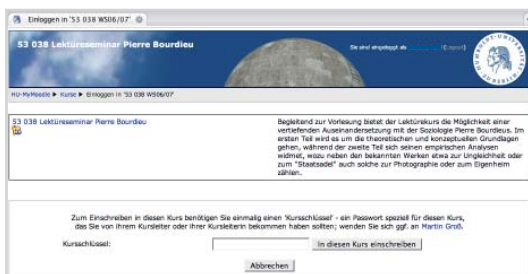 Einloggen in '53 038 WS06/07'
53 038 Lektüreseminar Pierre Bourdieu
Sie sind eingeloggt als (Logout)
HU-MyMoodle ► Kurse ► Einloggen in '53 038 WS06/07'
53 038 Lektüreseminar Pierre Bourdieu
Begleitend zur Vorlesung bietet der Lektürekurs die Möglichkeit einer
vertiefenden Auseinandersetzung mit der Soziologie Pierre Bourdieus. Im
ersten Teil wird es um die theoretischen und konzeptuellen Grundlagen
gehen, während der zweite Teil sich seinen empirischen Analysen
widmet, wozu neben den bekannten Werken etwa zur Ungleichheit oder
zum "Staatsadel" auch solche zur Photographie oder zum Eigenheim
zählen.
Zum Einschreiben in diesen Kurs benötigen Sie einmalig einen 'Kursschlüssel' - ein Passwort speziell für diesen Kurs,
das Sie von ihrem Kursleiter oder ihrer Kursleiterin bekommen haben sollten; wenden Sie sich ggf. an Martin Groß.
Kursschlüssel:
In diesen Kurs einschreiben
Abbrechen